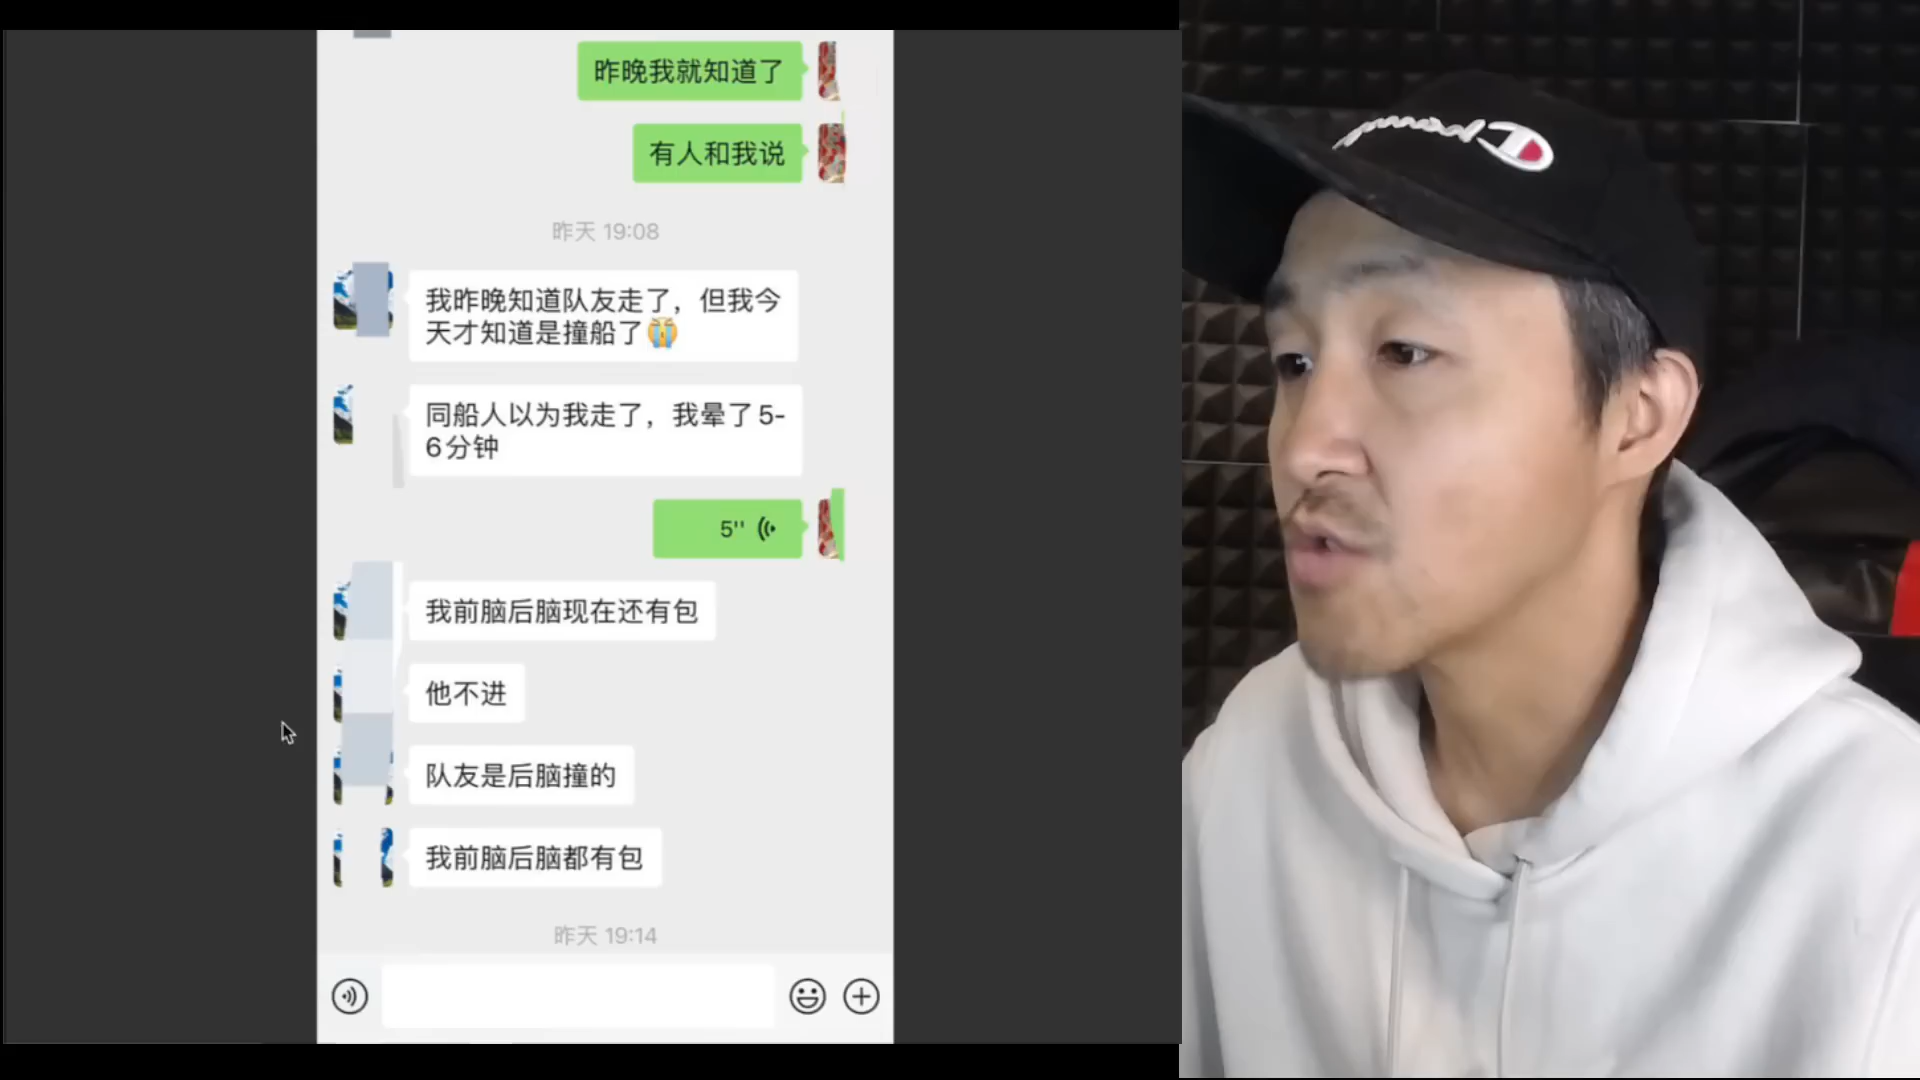 昨晚我就知道了
有人和我说
昨天 19:08
我昨晚知道队友走了，但我今
天才知道是撞船了😭
同船人以为我走了，我晕了5-
6分钟
5''
我前脑后脑现在还有包
他不进
队友是后脑撞的
我前脑后脑都有包
昨天 19:14
Champion